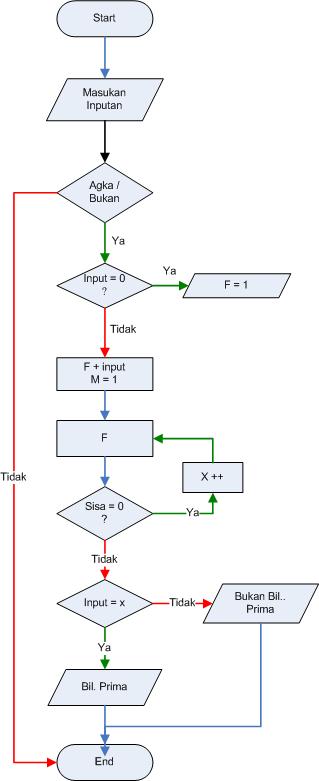 Start
Masukan
Inputan
Agka /
Bukan
Ya
Input = 0
?
Ya
F = 1
Tidak
F + input
M = 1
F
X ++
Sisa = 0
?
Ya
Tidak
Tidak
Input = x
Tidak
Bukan Bil..
Prima
Ya
Bil. Prima
End